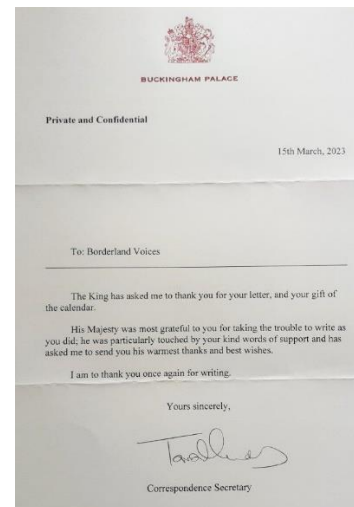 BUCKINGHAM PALACE
Private and Confidential
15th March, 2023
To: Borderland Voices
The King has asked me to thank you for your letter, and your gift of
the calendar.
His Majesty was most grateful to you for taking the trouble to write as
you did; he was particularly touched by your kind words of support and has
asked me to send you his warmest thanks and best wishes.
I am to thank you once again for writing.
Yours sincerely,
Correspondence Secretary